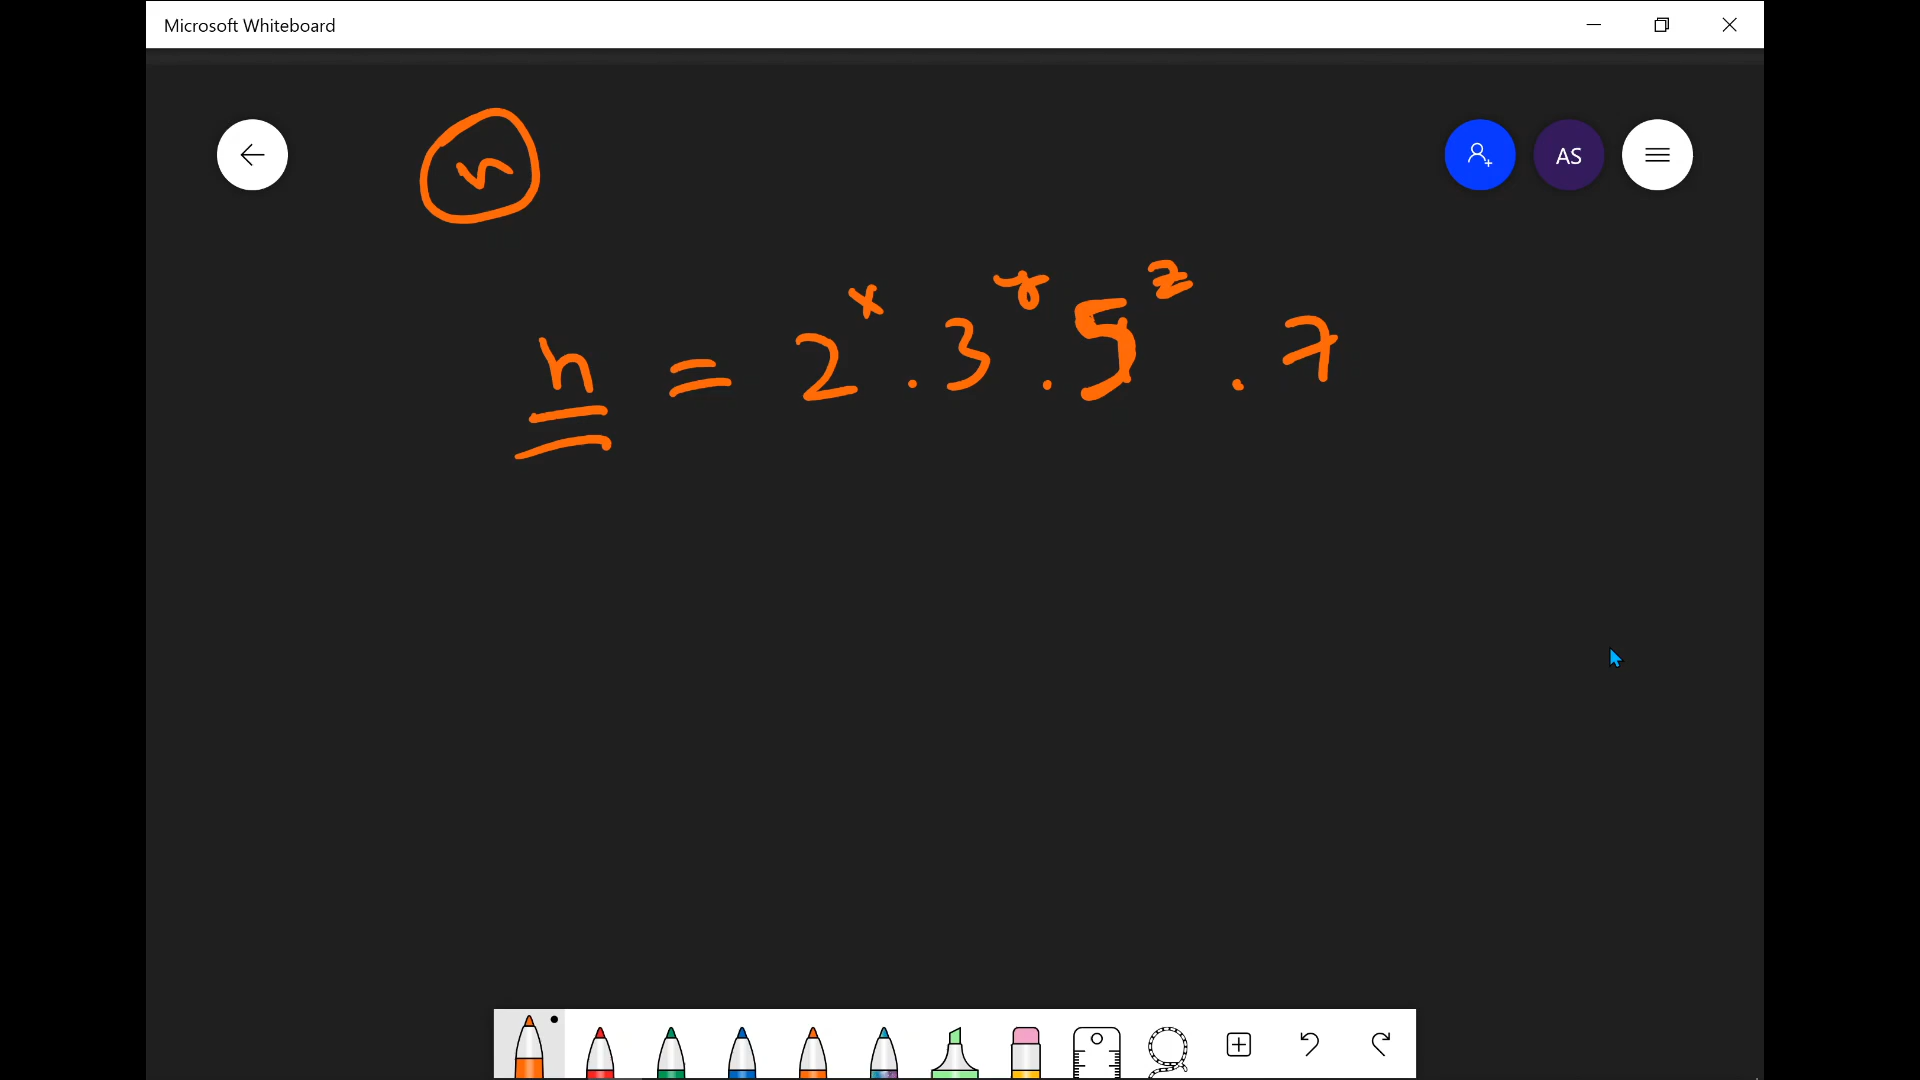 Microsoft Whiteboard
n
AS
n = 2^x . 3^y . 5^z . 7